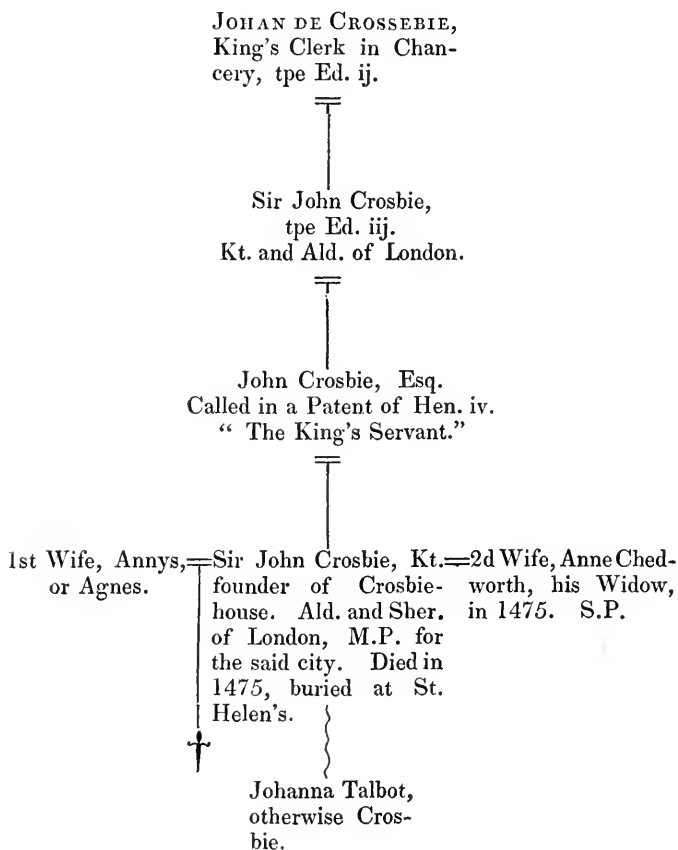 JOHAN DE CROSSEBIE,
King's Clerk in Chan-
cery, tpe Ed. ij.
Sir John Crosbie,
tpe Ed. iij.
Kt. and Ald. of London.
John Crosbie, Esq.
Called in a Patent of Hen. iv.
“ The King's Servant.”
1st Wife, Annys,
or Agnes.
Sir John Crosbie, Kt.
founder of Crosbie-
house. Ald. and Sher.
of London, M.P. for
the said city. Died in
1475, buried at St.
Helen's.
2d Wife, Anne Ched-
worth, his Widow,
in 1475. S.P.
Johanna Talbot,
otherwise Cros-
bie.